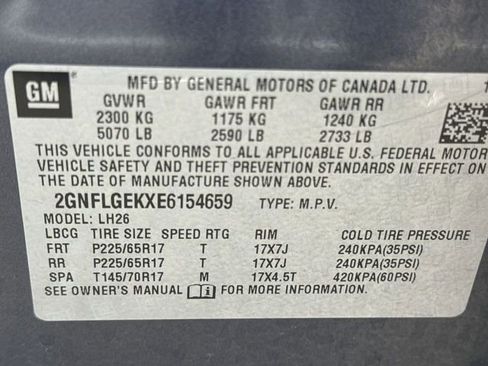 GM
MFD BY GENERAL MOTORS OF CANADA LTD.
GVWR GAWR FRT GAWR RR
2300 KG 1175 KG 1240 KG
5070 LB 2590 LB 2733 LB
THIS VEHICLE CONFORMS TO ALL APPLICABLE U.S. FEDERAL MOTOR
VEHICLE SAFETY AND THEFT PREVENTION STANDARDS IN EFFECT ON
DATE OF MANUFACTURE SHOWN ABOVE.
2GNFLGEKXE6154659 TYPE: M.P.V.
MODEL: LH26
LBCG TIRE SIZE SPEED RTG RIM COLD TIRE PRESSURE
FRT P225/65R17 T 17X7J 240KPA(35PSI)
RR P225/65R17 T 17X7J 240KPA(35PSI)
SPA T145/70R17 M 17X4.5T 420KPA(60PSI)
SEE OWNER'S MANUAL FOR MORE INFORMATION.